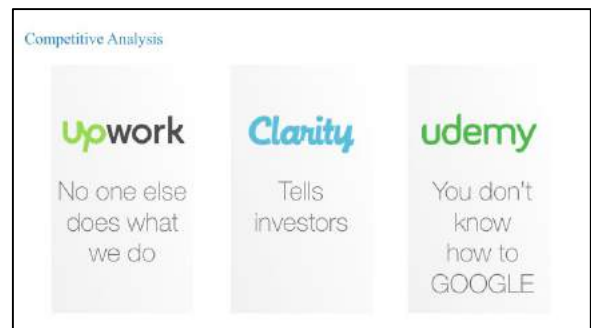 Competitive Analysis
Upwork
No one else
does what
we do
Clarity
Tells
investors
udemy
You don't
know
how to
GOOGLE